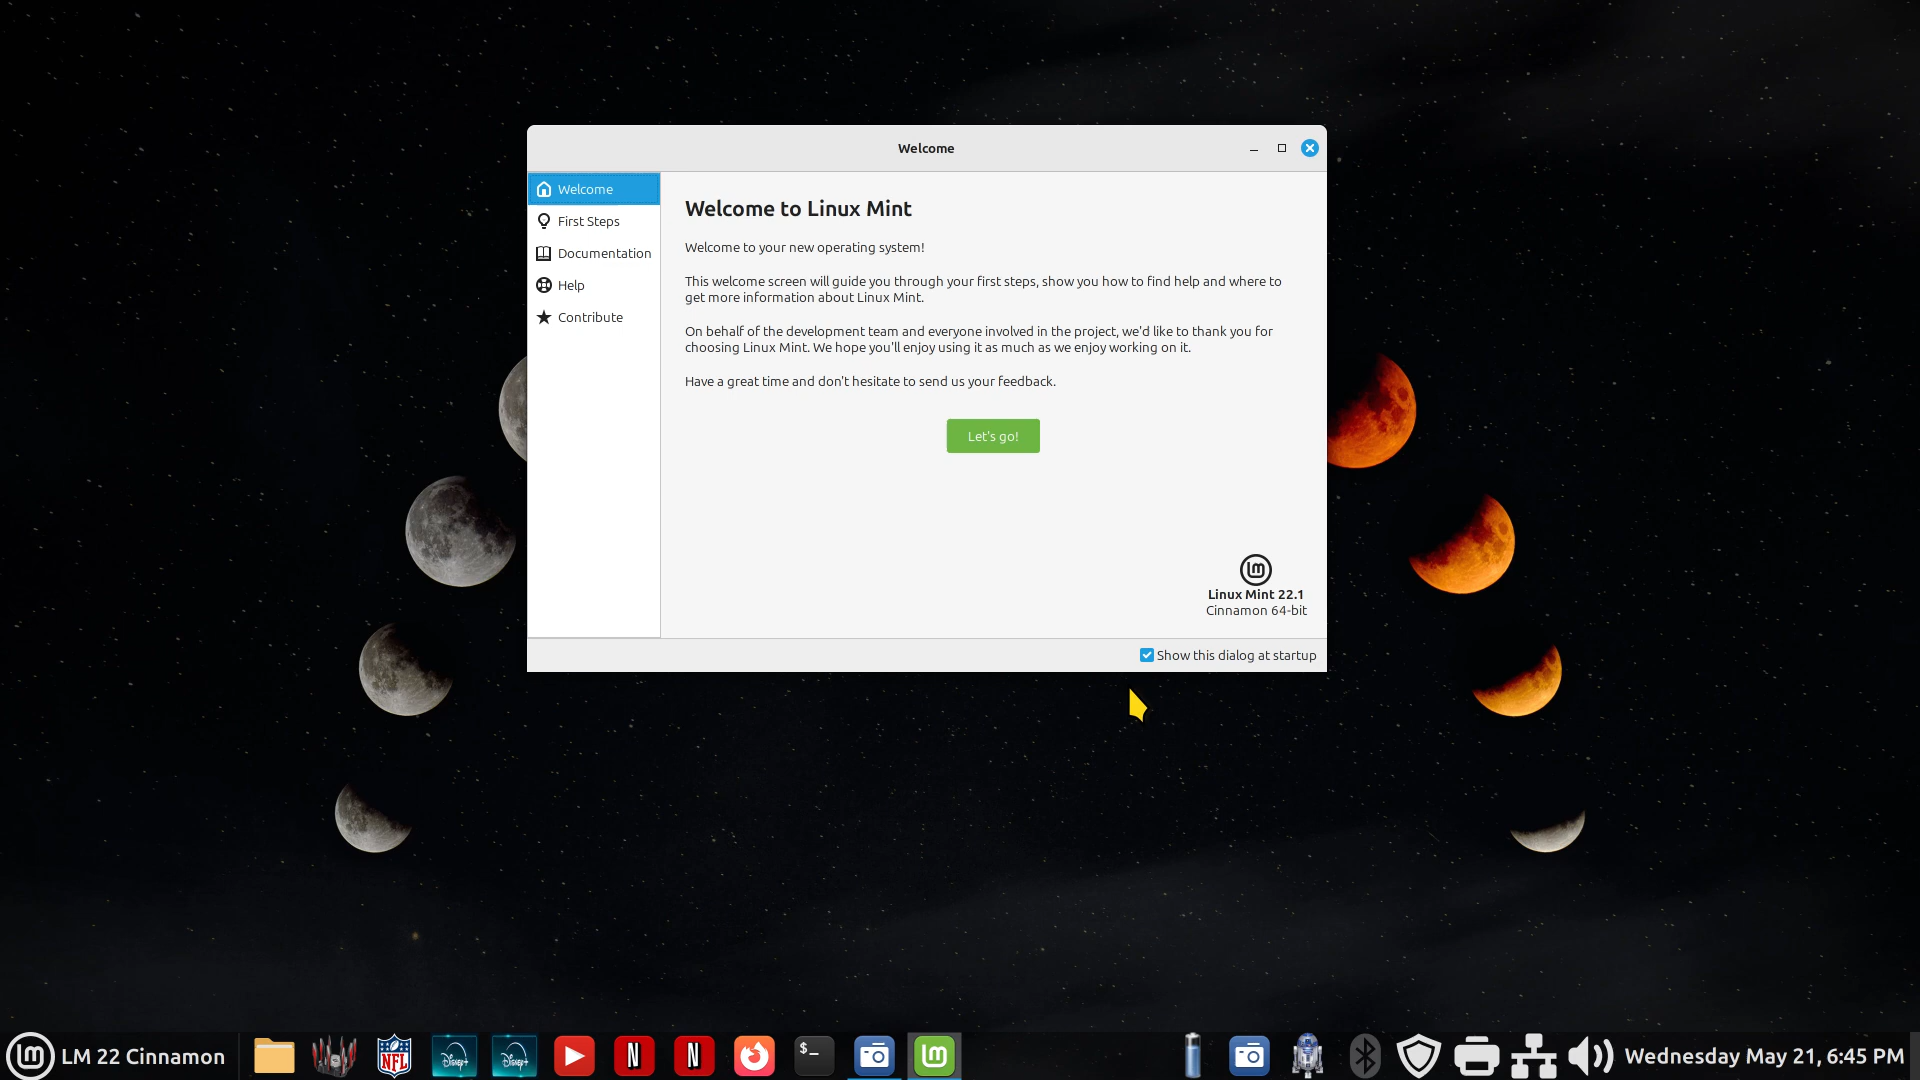 Welcome
Welcome
First Steps
Documentation
Help
Contribute
Welcome to Linux Mint
Welcome to your new operating system!
This welcome screen will guide you through your first steps, show you how to find help and where to
get more information about Linux Mint.
On behalf of the development team and everyone involved in the project, we'd like to thank you for
choosing Linux Mint. We hope you'll enjoy using it as much as we enjoy working on it.
Have a great time and don't hesitate to send us your feedback.
Let's go!
Linux Mint 22.1
Cinnamon 64-bit
Show this dialog at startup
LM 22 Cinnamon
NFL
Disney+
Disney+
N
N
$_
Wednesday May 21, 6:45 PM